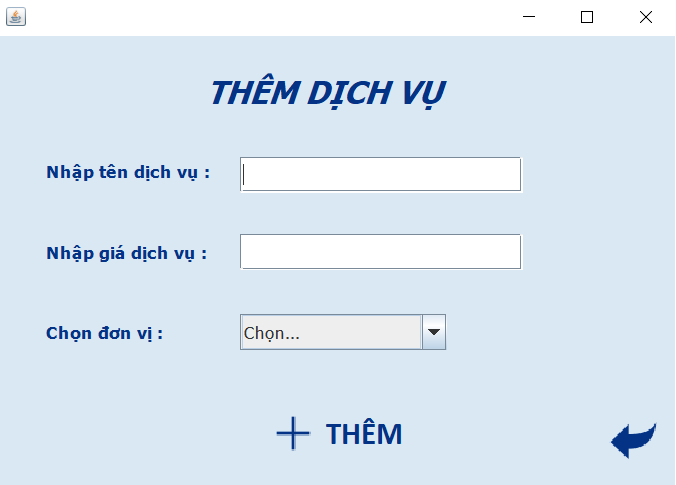 THÊM DỊCH VỤ
Nhập tên dịch vụ :
Nhập giá dịch vụ :
Chọn đơn vị :
Chọn...
THÊM